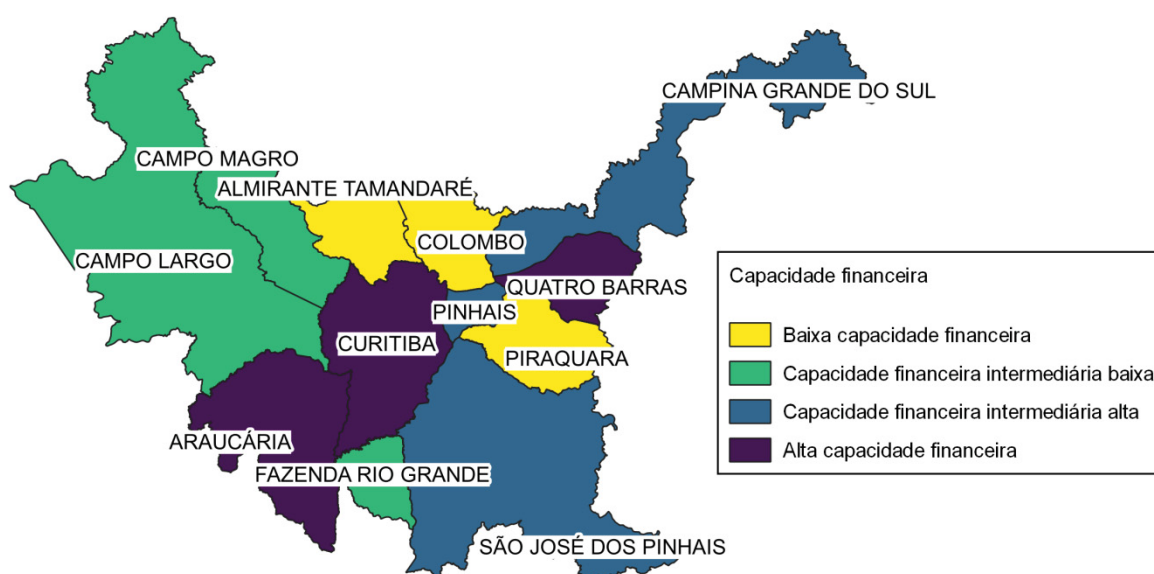 CAMPINA GRANDE DO SUL
CAMPO MAGRO
ALMIRANTE TAMANDARÉ
COLOMBO
CAMPO LARGO
QUATRO BARRAS
PINHAIS
CURITIBA
PIRAQUARA
ARAUCÁRIA
FAZENDA RIO GRANDE
SÃO JOSÉ DOS PINHAIS
Capacidade financeira
Baixa capacidade financeira
Capacidade financeira intermediária baixa
Capacidade financeira intermediária alta
Alta capacidade financeira